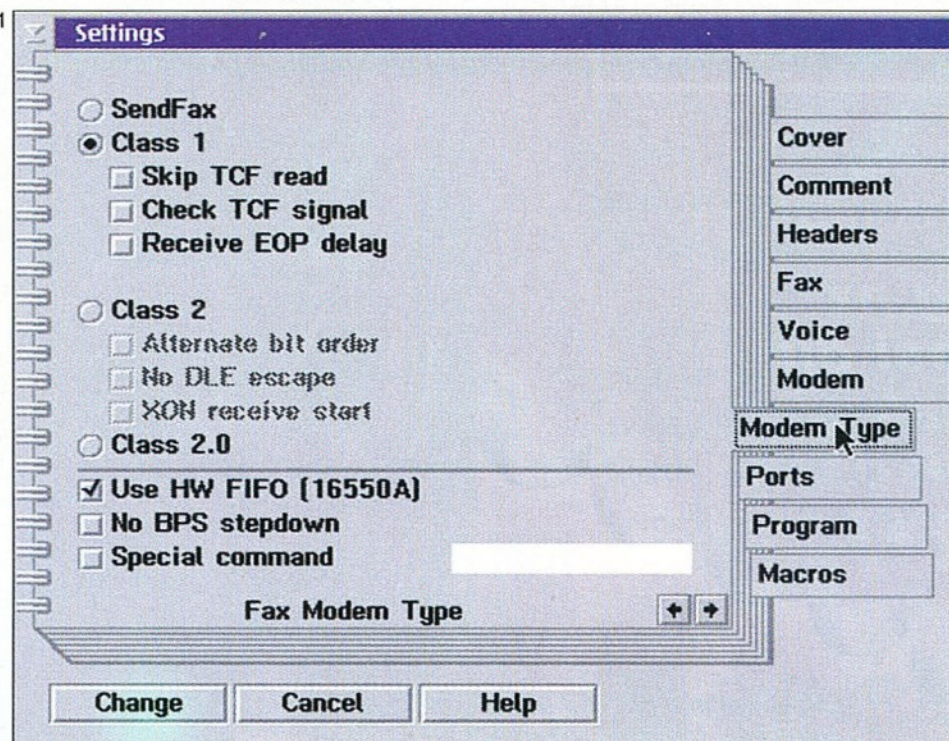 1
Settings
SendFax
Class 1
Skip TCF read
Check TCF signal
Receive EOP delay
Class 2
Alternate bit order
No DLE escape
XON receive start
Class 2.0
Use HW FIFO (16550A)
No BPS stepdown
Special command
Fax Modem Type
Cover
Comment
Headers
Fax
Voice
Modem
Modem Type
Ports
Program
Macros
Change
Cancel
Help